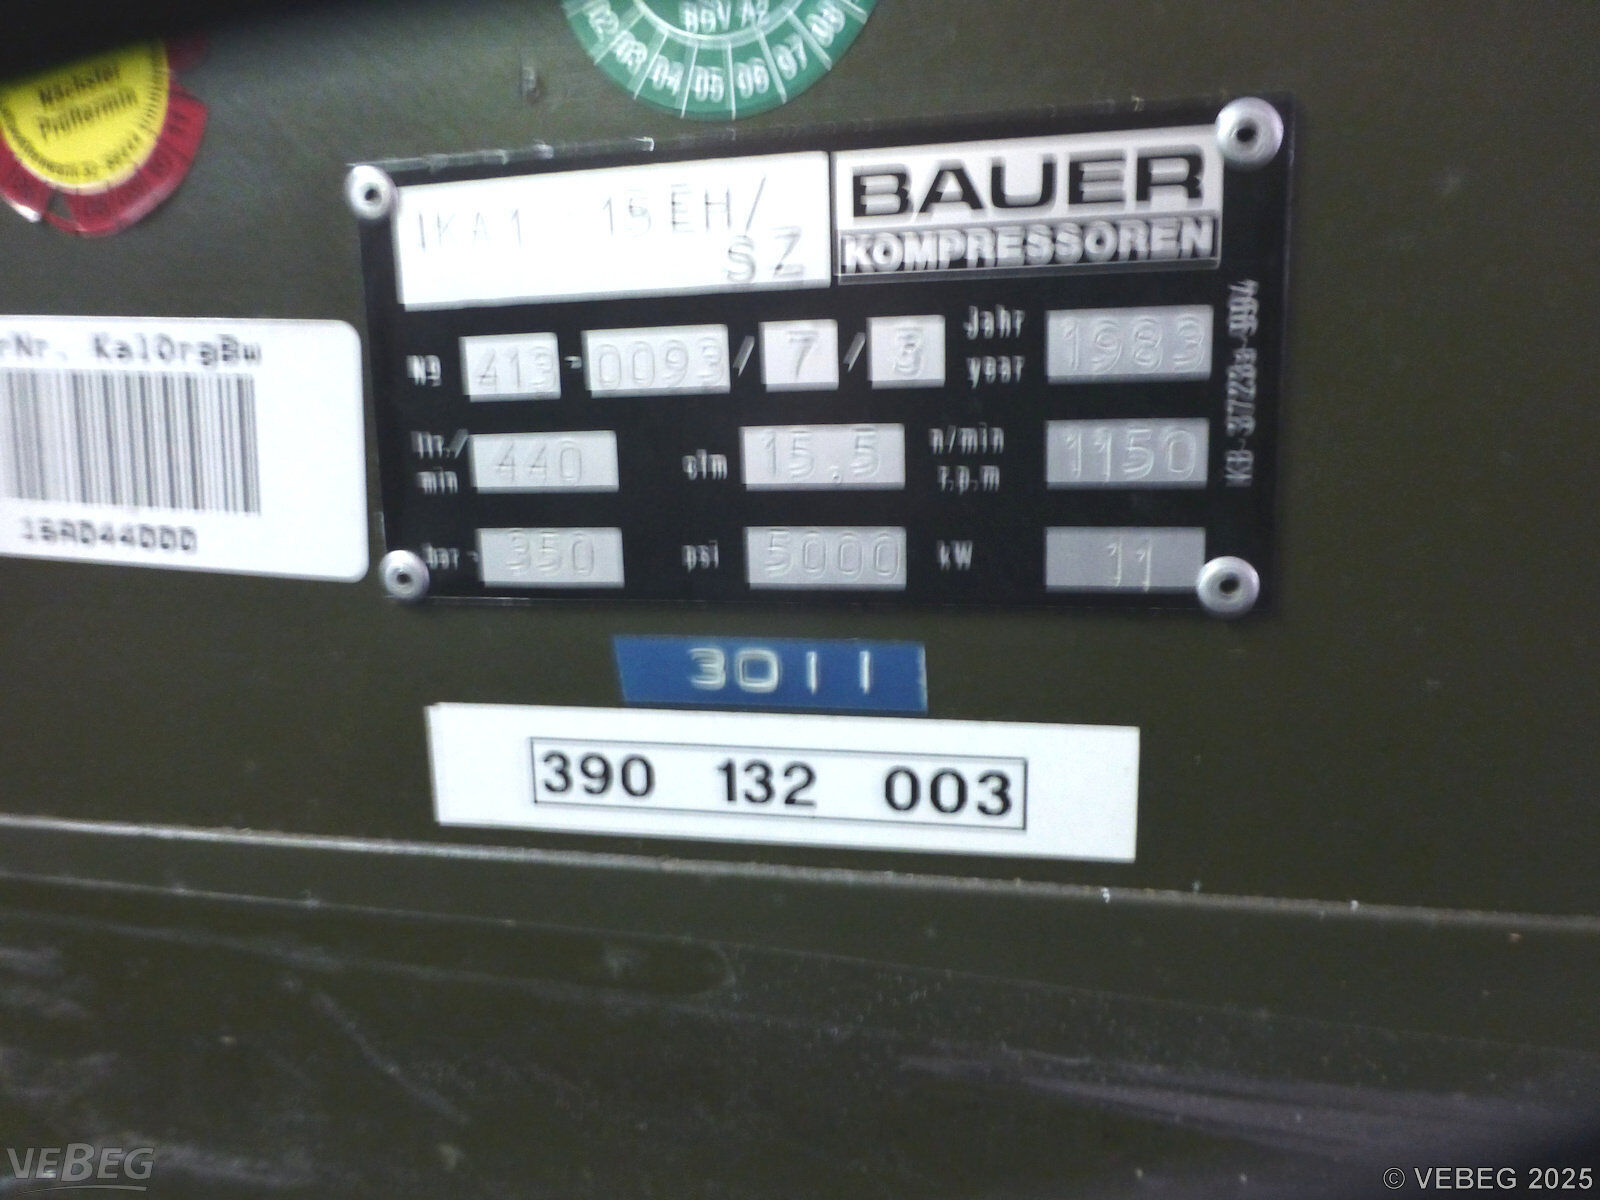 BGV A2
02 03 04 05 06 07 08
Nächster
Prüftermin
IKA1 15EH/
SZ
BAUER
KOMPRESSOREN
No 413-0093/7/3
Jahr
year 1983
ltr./
min 440
cfm 15,5
n/min
r.p.m 1150
bar 350
psi 5000
kW 11
rNr. KalOrgBw
16A044000
3011
390 132 003
VEBEG
© VEBEG 2025